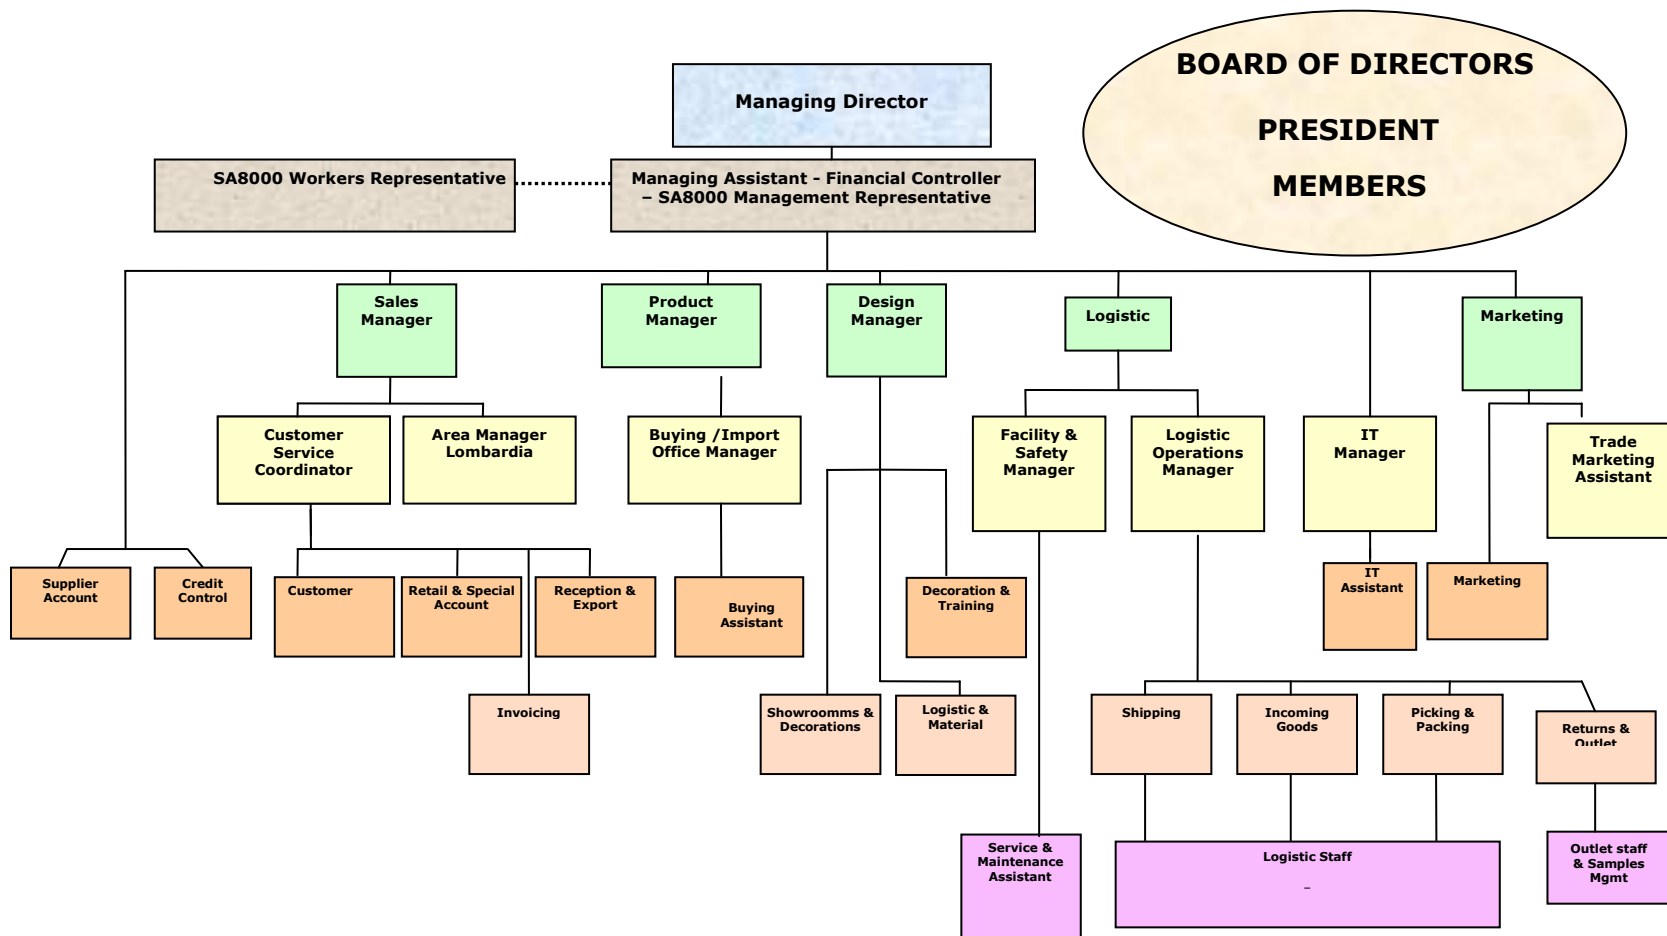 BOARD OF DIRECTORS
PRESIDENT
MEMBERS
Managing Director
SA8000 Workers Representative
Managing Assistant - Financial Controller
– SA8000 Management Representative
Sales
Manager
Product
Manager
Design
Manager
Logistic
Marketing
Customer
Service
Coordinator
Area Manager
Lombardia
Buying /Import
Office Manager
Facility &
Safety
Manager
Logistic
Operations
Manager
IT
Manager
Trade
Marketing
Assistant
Supplier
Account
Credit
Control
Customer
Retail & Special
Account
Reception &
Export
Buying
Assistant
Decoration &
Training
IT
Assistant
Marketing
Invoicing
Showroomms &
Decorations
Logistic &
Material
Shipping
Incoming
Goods
Picking &
Packing
Returns &
Outlet
Service &
Maintenance
Assistant
Logistic Staff
–
Outlet staff
& Samples
Mgmt